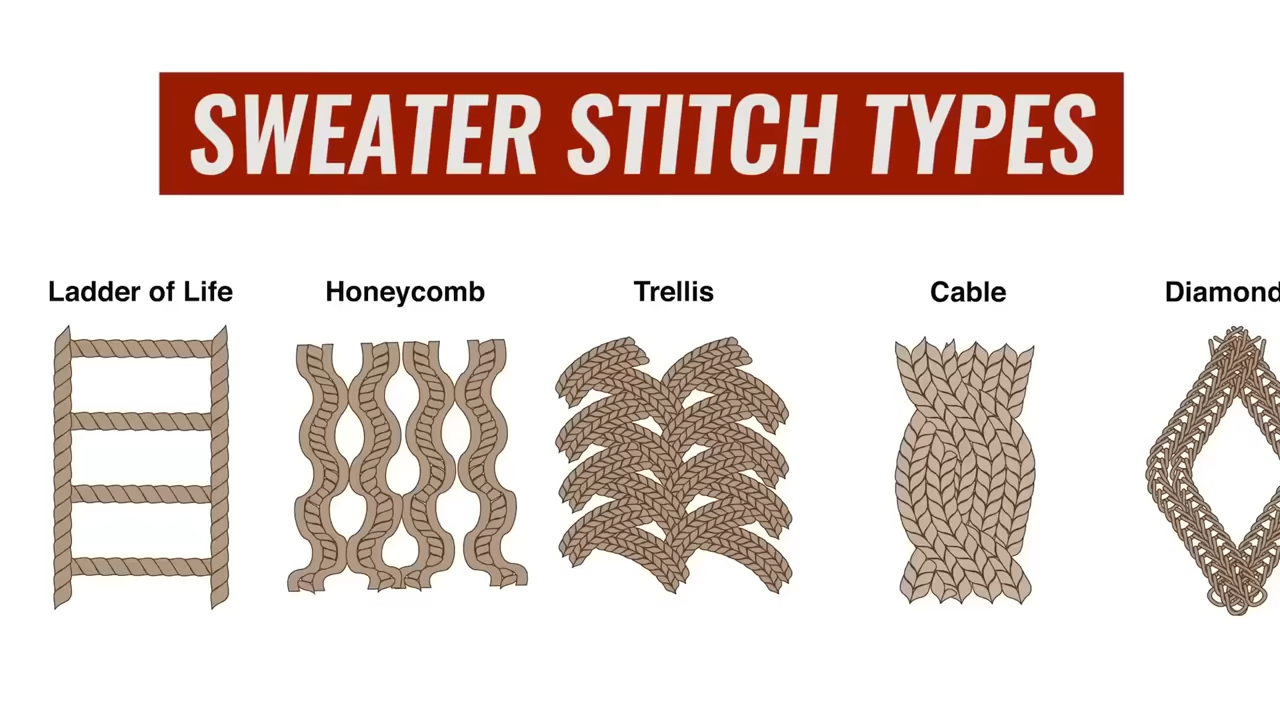 SWEATER STITCH TYPES
Ladder of Life
Honeycomb
Trellis
Cable
Diamond